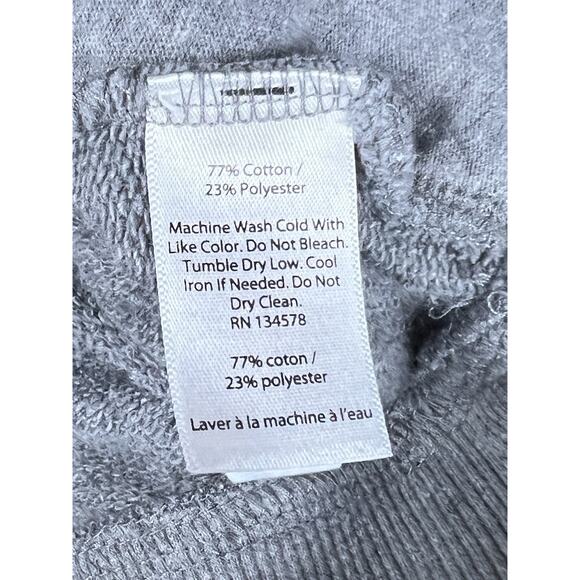 77% Cotton /
23% Polyester
Machine Wash Cold With
Like Color. Do Not Bleach.
Tumble Dry Low. Cool
Iron If Needed. Do Not
Dry Clean.
RN 134578
77% coton /
23% polyester
Laver à la machine à l'eau